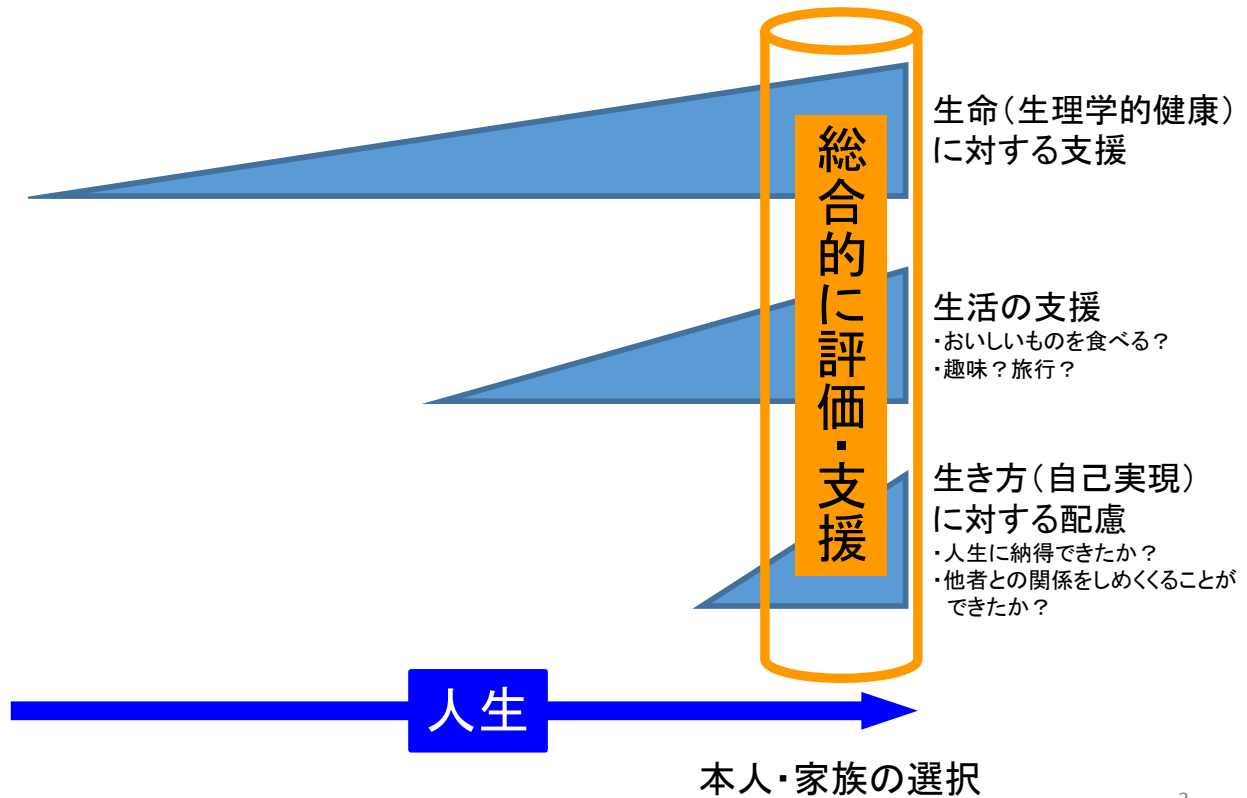 生命（生理学的健康）
に対する支援
総合的に評価・支援
生活の支援
・おいしいものを食べる？
・趣味？旅行？
生き方（自己実現）
に対する配慮
・人生に納得できたか？
・他者との関係をしめくくることが
できたか？
人生
本人・家族の選択